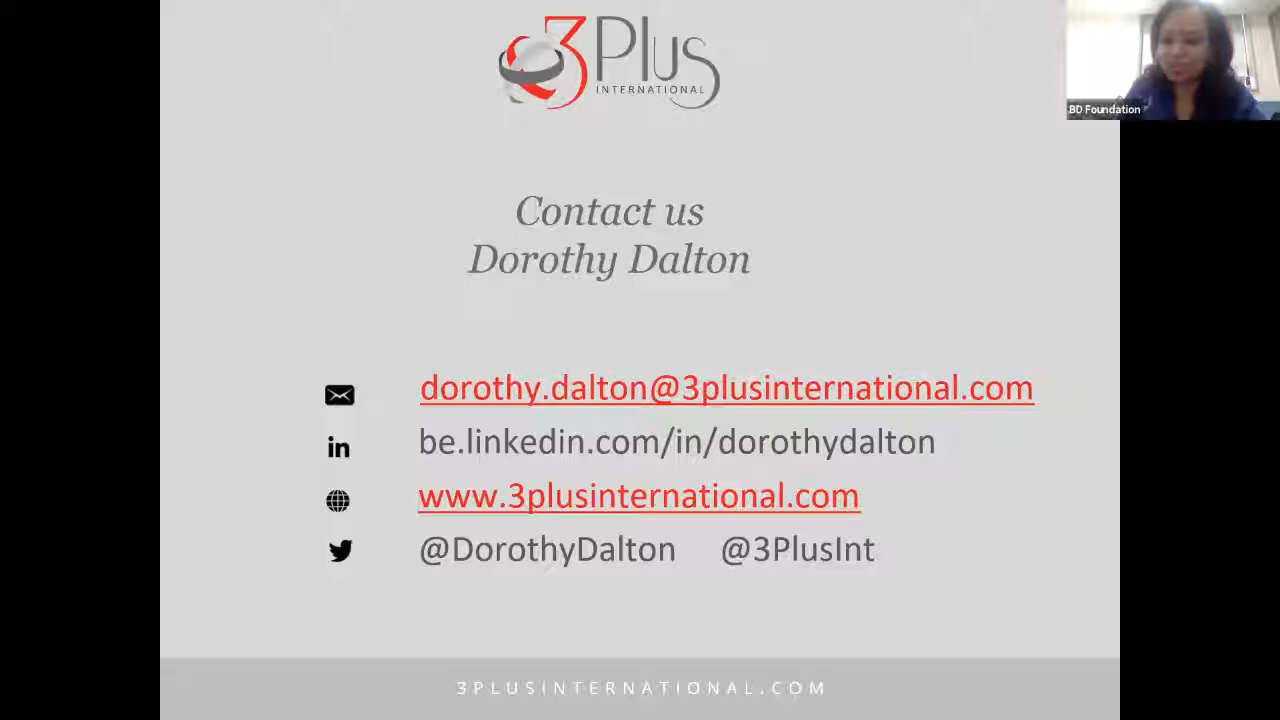 3Plus
INTERNATIONAL
BD Foundation
Contact us
Dorothy Dalton
dorothy.dalton@3plusinternational.com
in be.linkedin.com/in/dorothydalton
www.3plusinternational.com
@DorothyDalton @3PlusInt
3PLUSINTERNATIONAL.COM